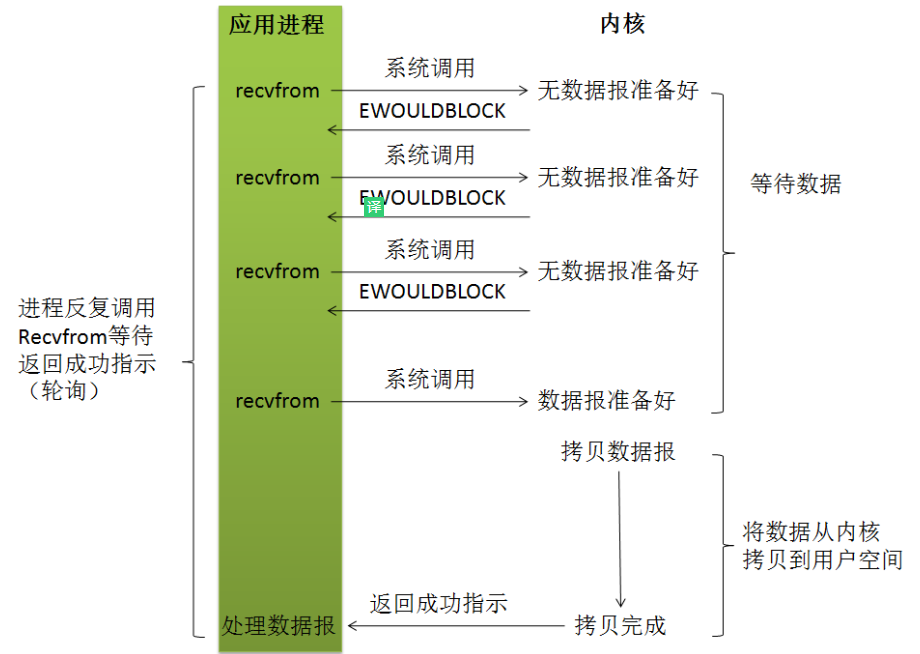 应用进程
内核
系统调用
recvfrom
无数据报准备好
EWOULDBLOCK
系统调用
recvfrom
无数据报准备好
EWOULDBLOCK
译
等待数据
系统调用
recvfrom
无数据报准备好
EWOULDBLOCK
进程反复调用
Recvfrom等待
返回成功指示
（轮询）
系统调用
recvfrom
数据报准备好
拷贝数据报
将数据从内核
拷贝到用户空间
返回成功指示
处理数据报
拷贝完成